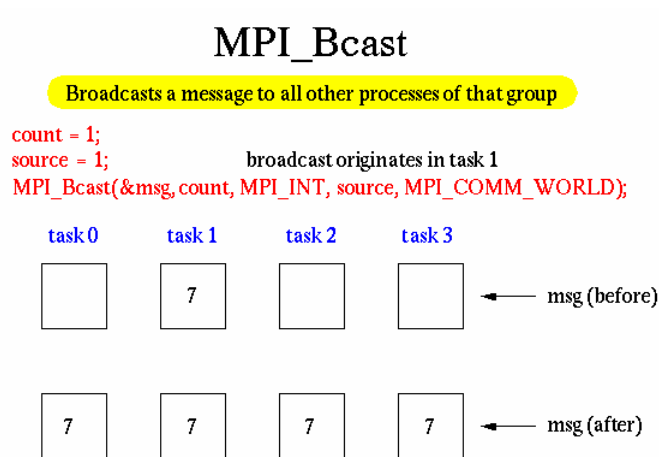 MPI_Bcast
Broadcasts a message to all other processes of that group
count = 1;
source = 1; broadcast originates in task 1
MPI_Bcast(&msg, count, MPI_INT, source, MPI_COMM_WORLD);
task 0 task 1 task 2 task 3
7 msg (before)
7 7 7 7 msg (after)